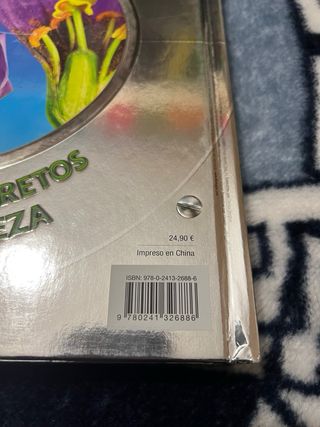 RETOS
EZA
24,90 €
Impreso en China
ISBN: 978-0-2413-2688-6
9 780241 326886